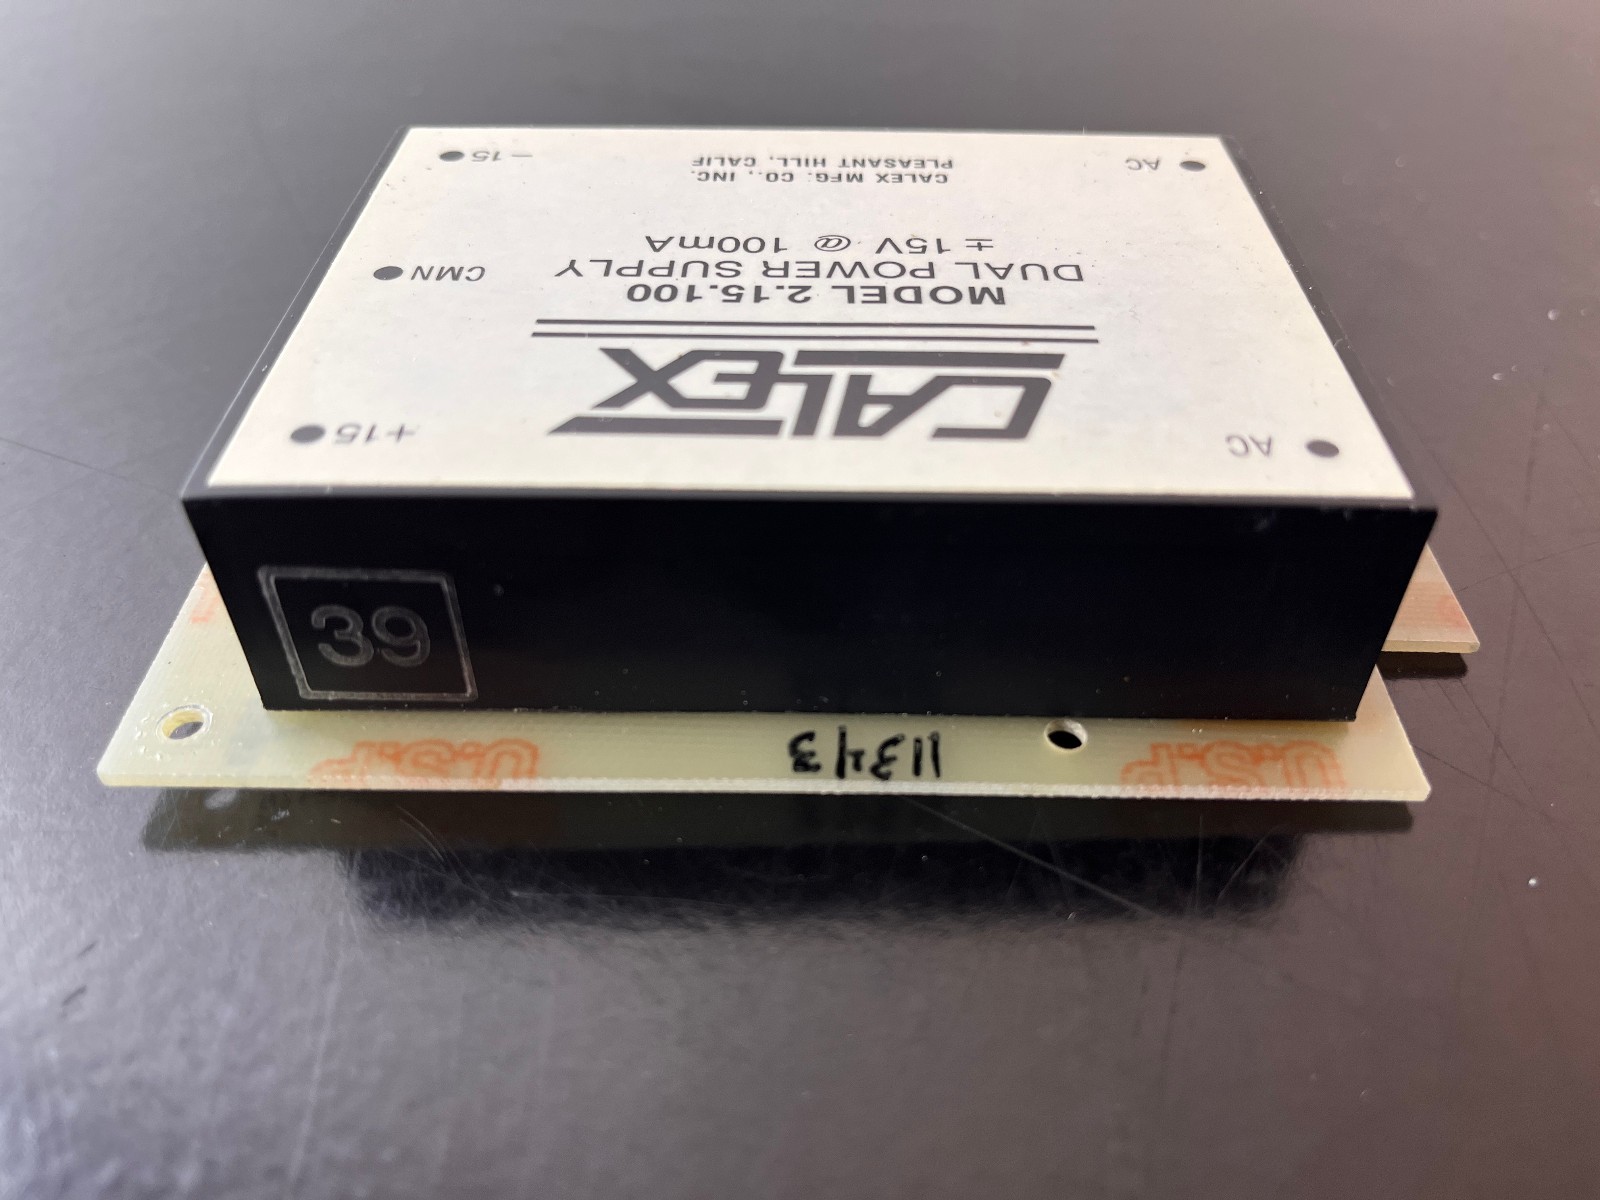 CALEX
MODEL 2.15.100
DUAL POWER SUPPLY
± 15V @ 100mA
CALEX MFG. CO., INC.
PLEASANT HILL, CALIF
AC
AC
+15
CMN
– 15
39
11343
U.S.P
U.S.P